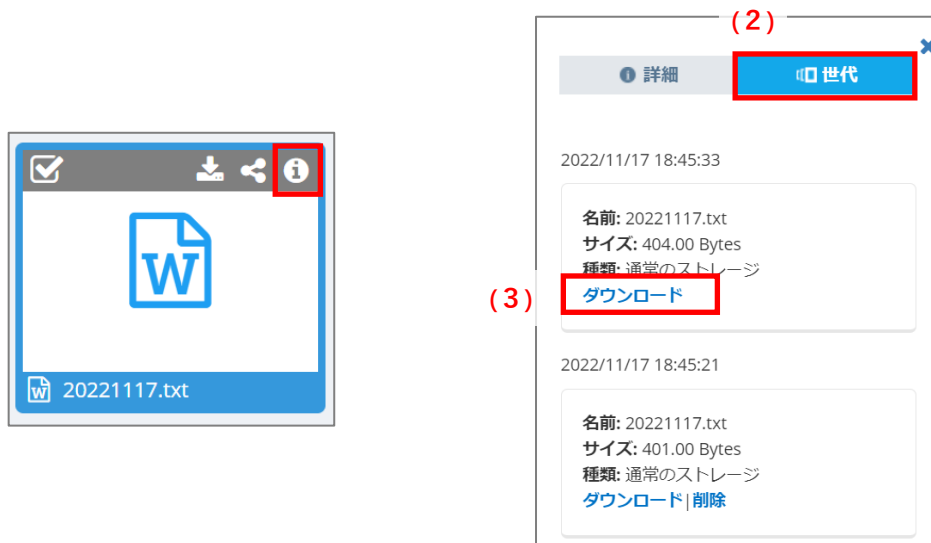 20221117.txt
(2)
詳細
世代
2022/11/17 18:45:33
名前: 20221117.txt
サイズ: 404.00 Bytes
種類: 通常のストレージ
(3)
ダウンロード
2022/11/17 18:45:21
名前: 20221117.txt
サイズ: 401.00 Bytes
種類: 通常のストレージ
ダウンロード|削除